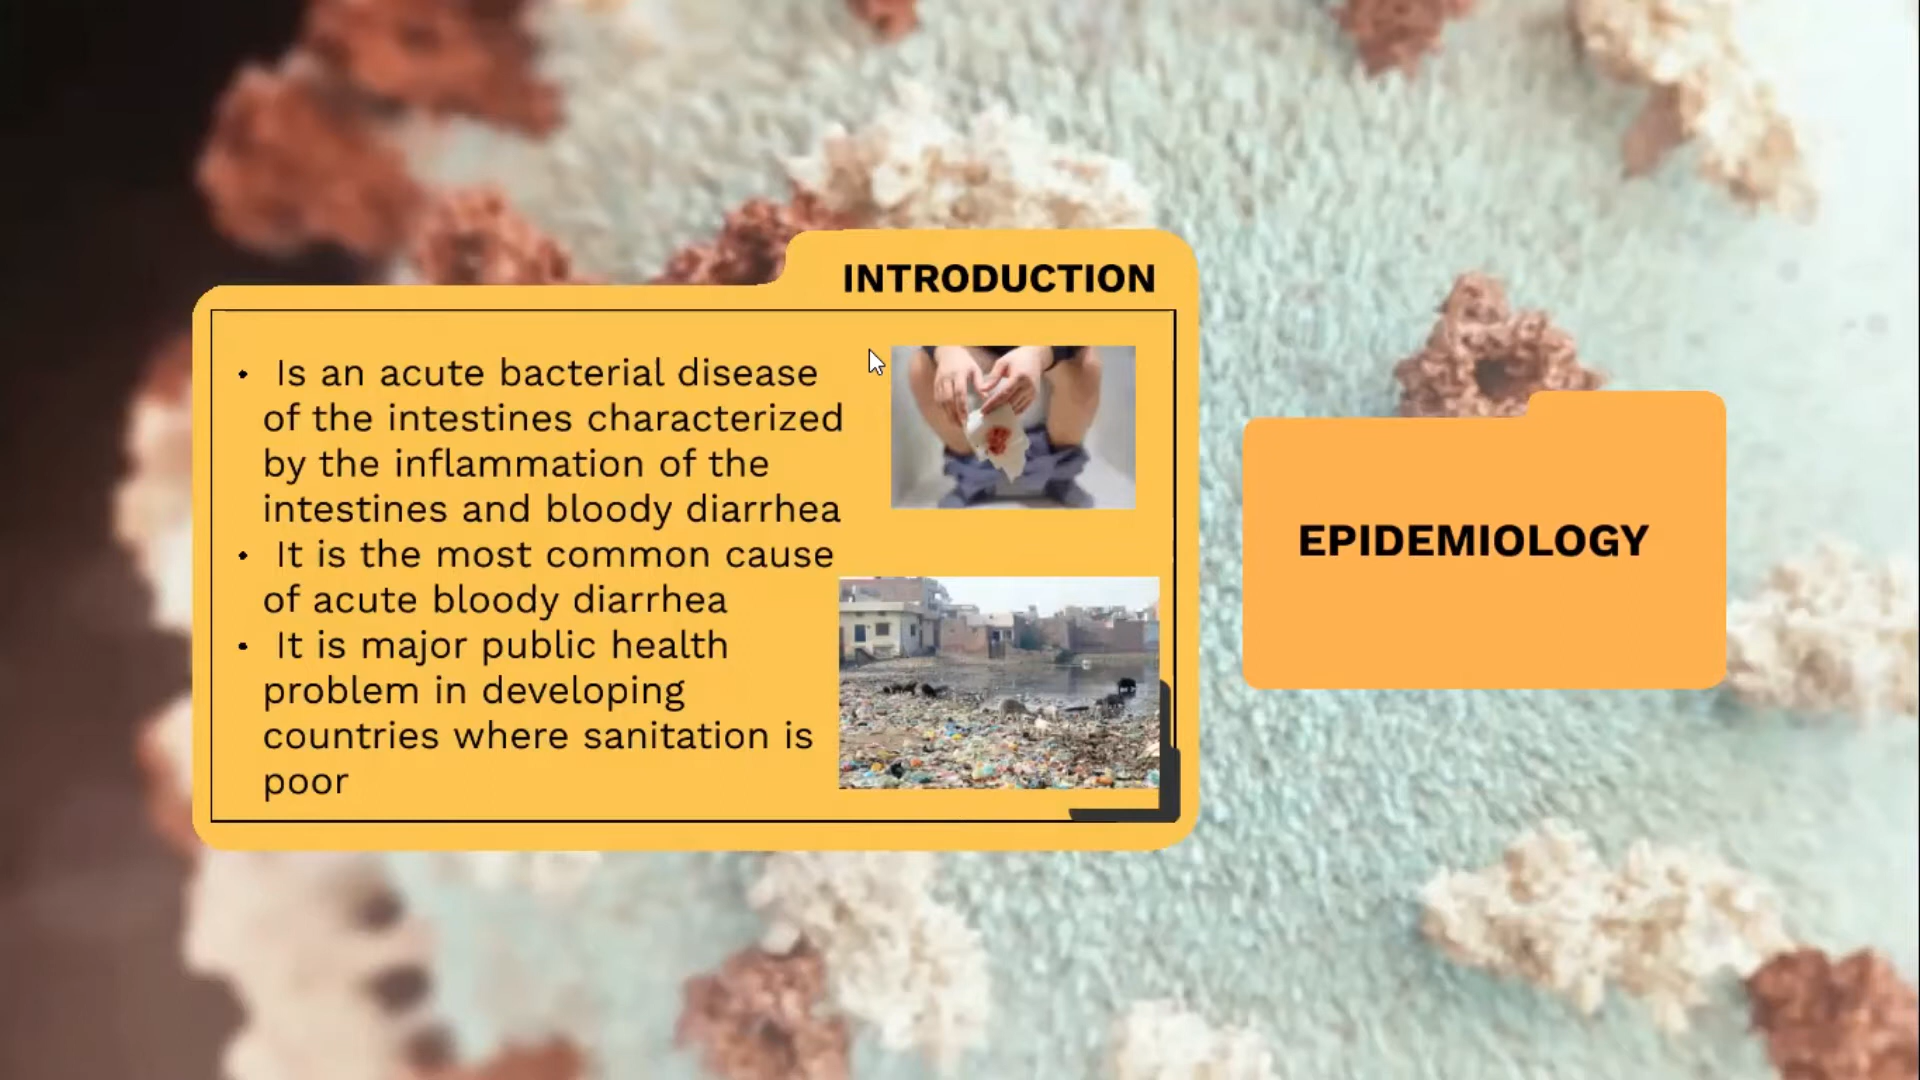 INTRODUCTION
• Is an acute bacterial disease
of the intestines characterized
by the inflammation of the
intestines and bloody diarrhea
• It is the most common cause
of acute bloody diarrhea
• It is major public health
problem in developing
countries where sanitation is
poor
EPIDEMIOLOGY